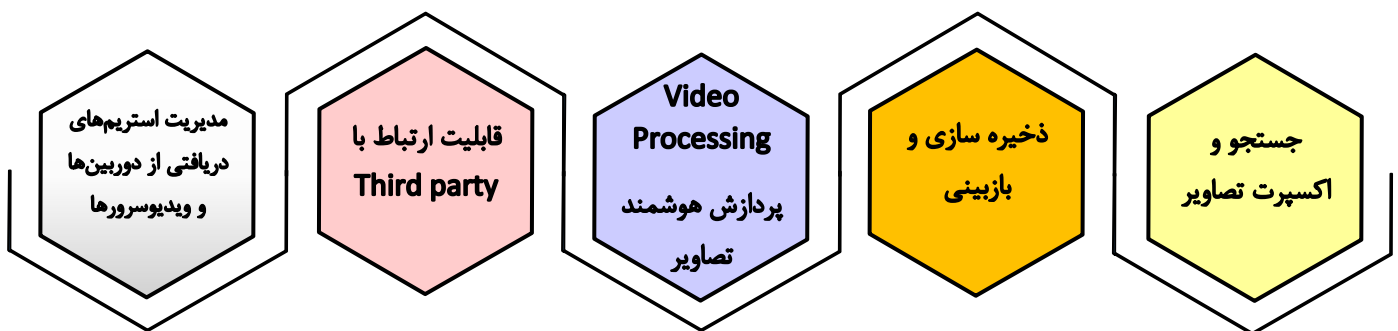 جستجو و
اکسپرت تصاویر
ذخیره سازی و
بازبینی
Video
Processing
پردازش هوشمند
تصاویر
قابلیت ارتباط با
Third party
مدیریت استریم‌های
دریافتی از دوربین‌ها
و ویدیوسرورها